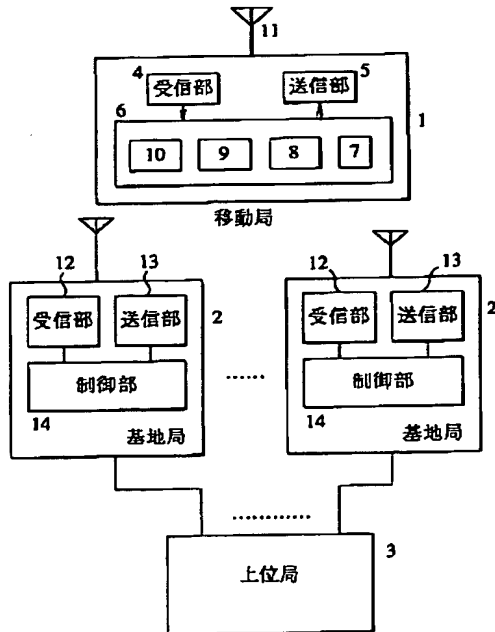 11
4 受信部 送信部 5
6
10 9 8 7
1
移動局
12 13 12 13
受信部 送信部 2 受信部 送信部 2
制御部 …… 制御部
14 14
基地局 基地局
…………
上位局 3